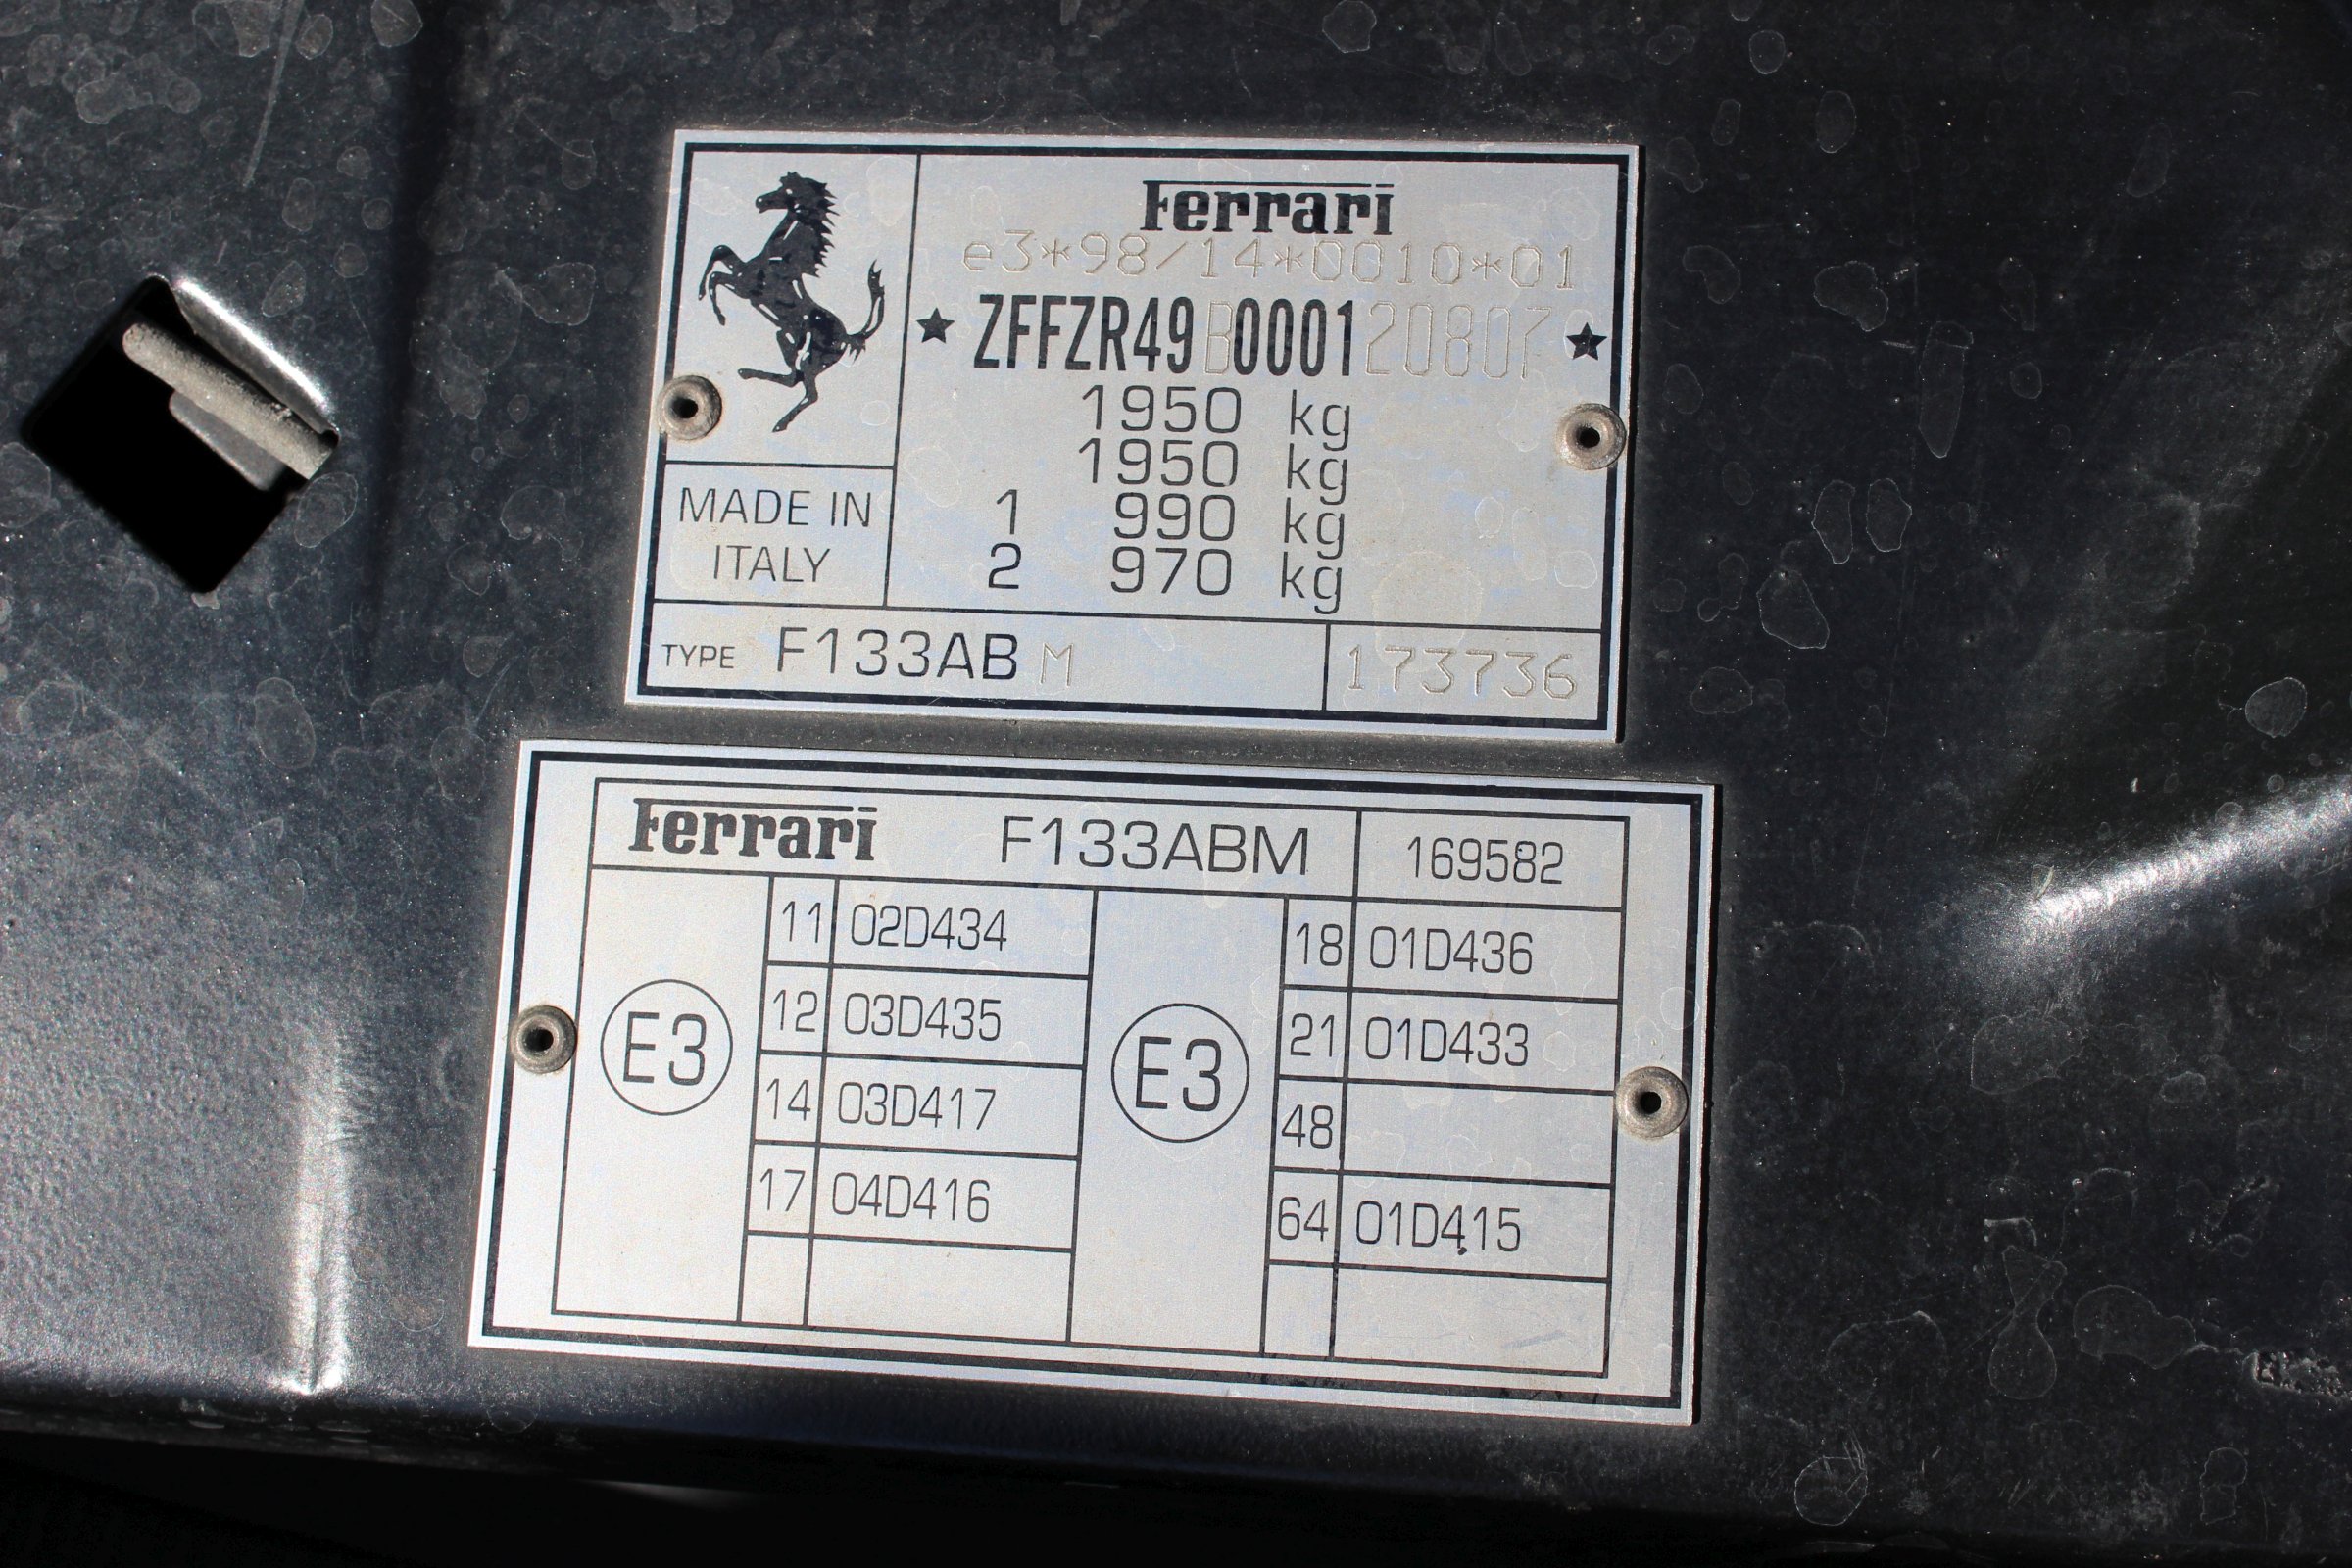 Ferrari
e3*98/14*0010*01
★ ZFFZR49B000120807 ★
1950 kg
1950 kg
1 990 kg
2 970 kg
MADE IN
ITALY
TYPE F133AB M 173736
Ferrari F133ABM 169582
E3
11 02D434
12 03D435
14 03D417
17 04D416
E3
18 01D436
21 01D433
48
64 01D415